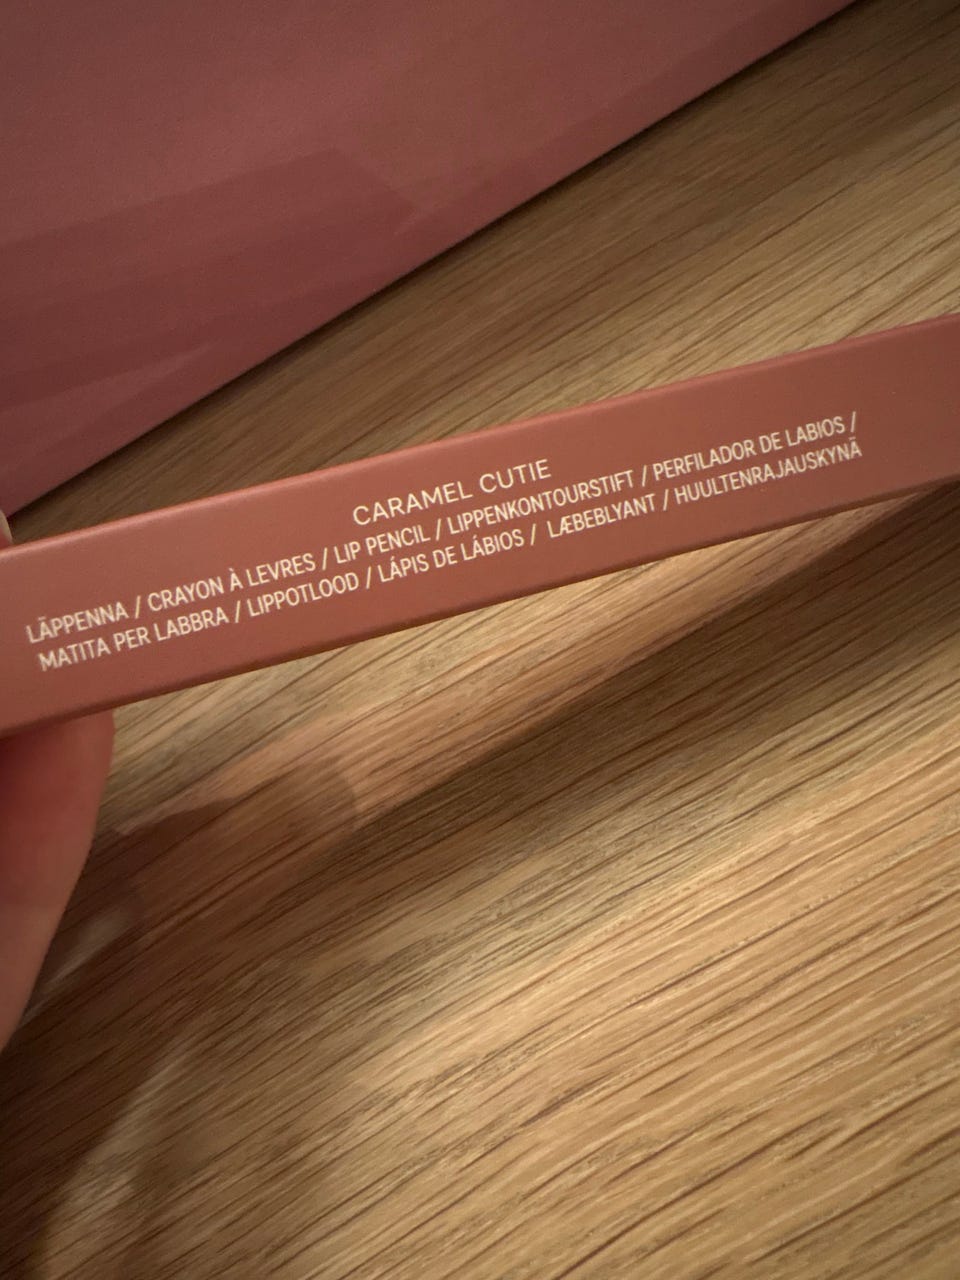 CARAMEL CUTIE
LÄPPENNA / CRAYON À LEVRES / LIP PENCIL / LIPPENKONTOURSTIFT / PERFILADOR DE LABIOS /
MATITA PER LABBRA / LIPPOTLOOD / LÁPIS DE LÁBIOS / LÆBEBLYANT / HUULTENRAJAUSKYNÄ